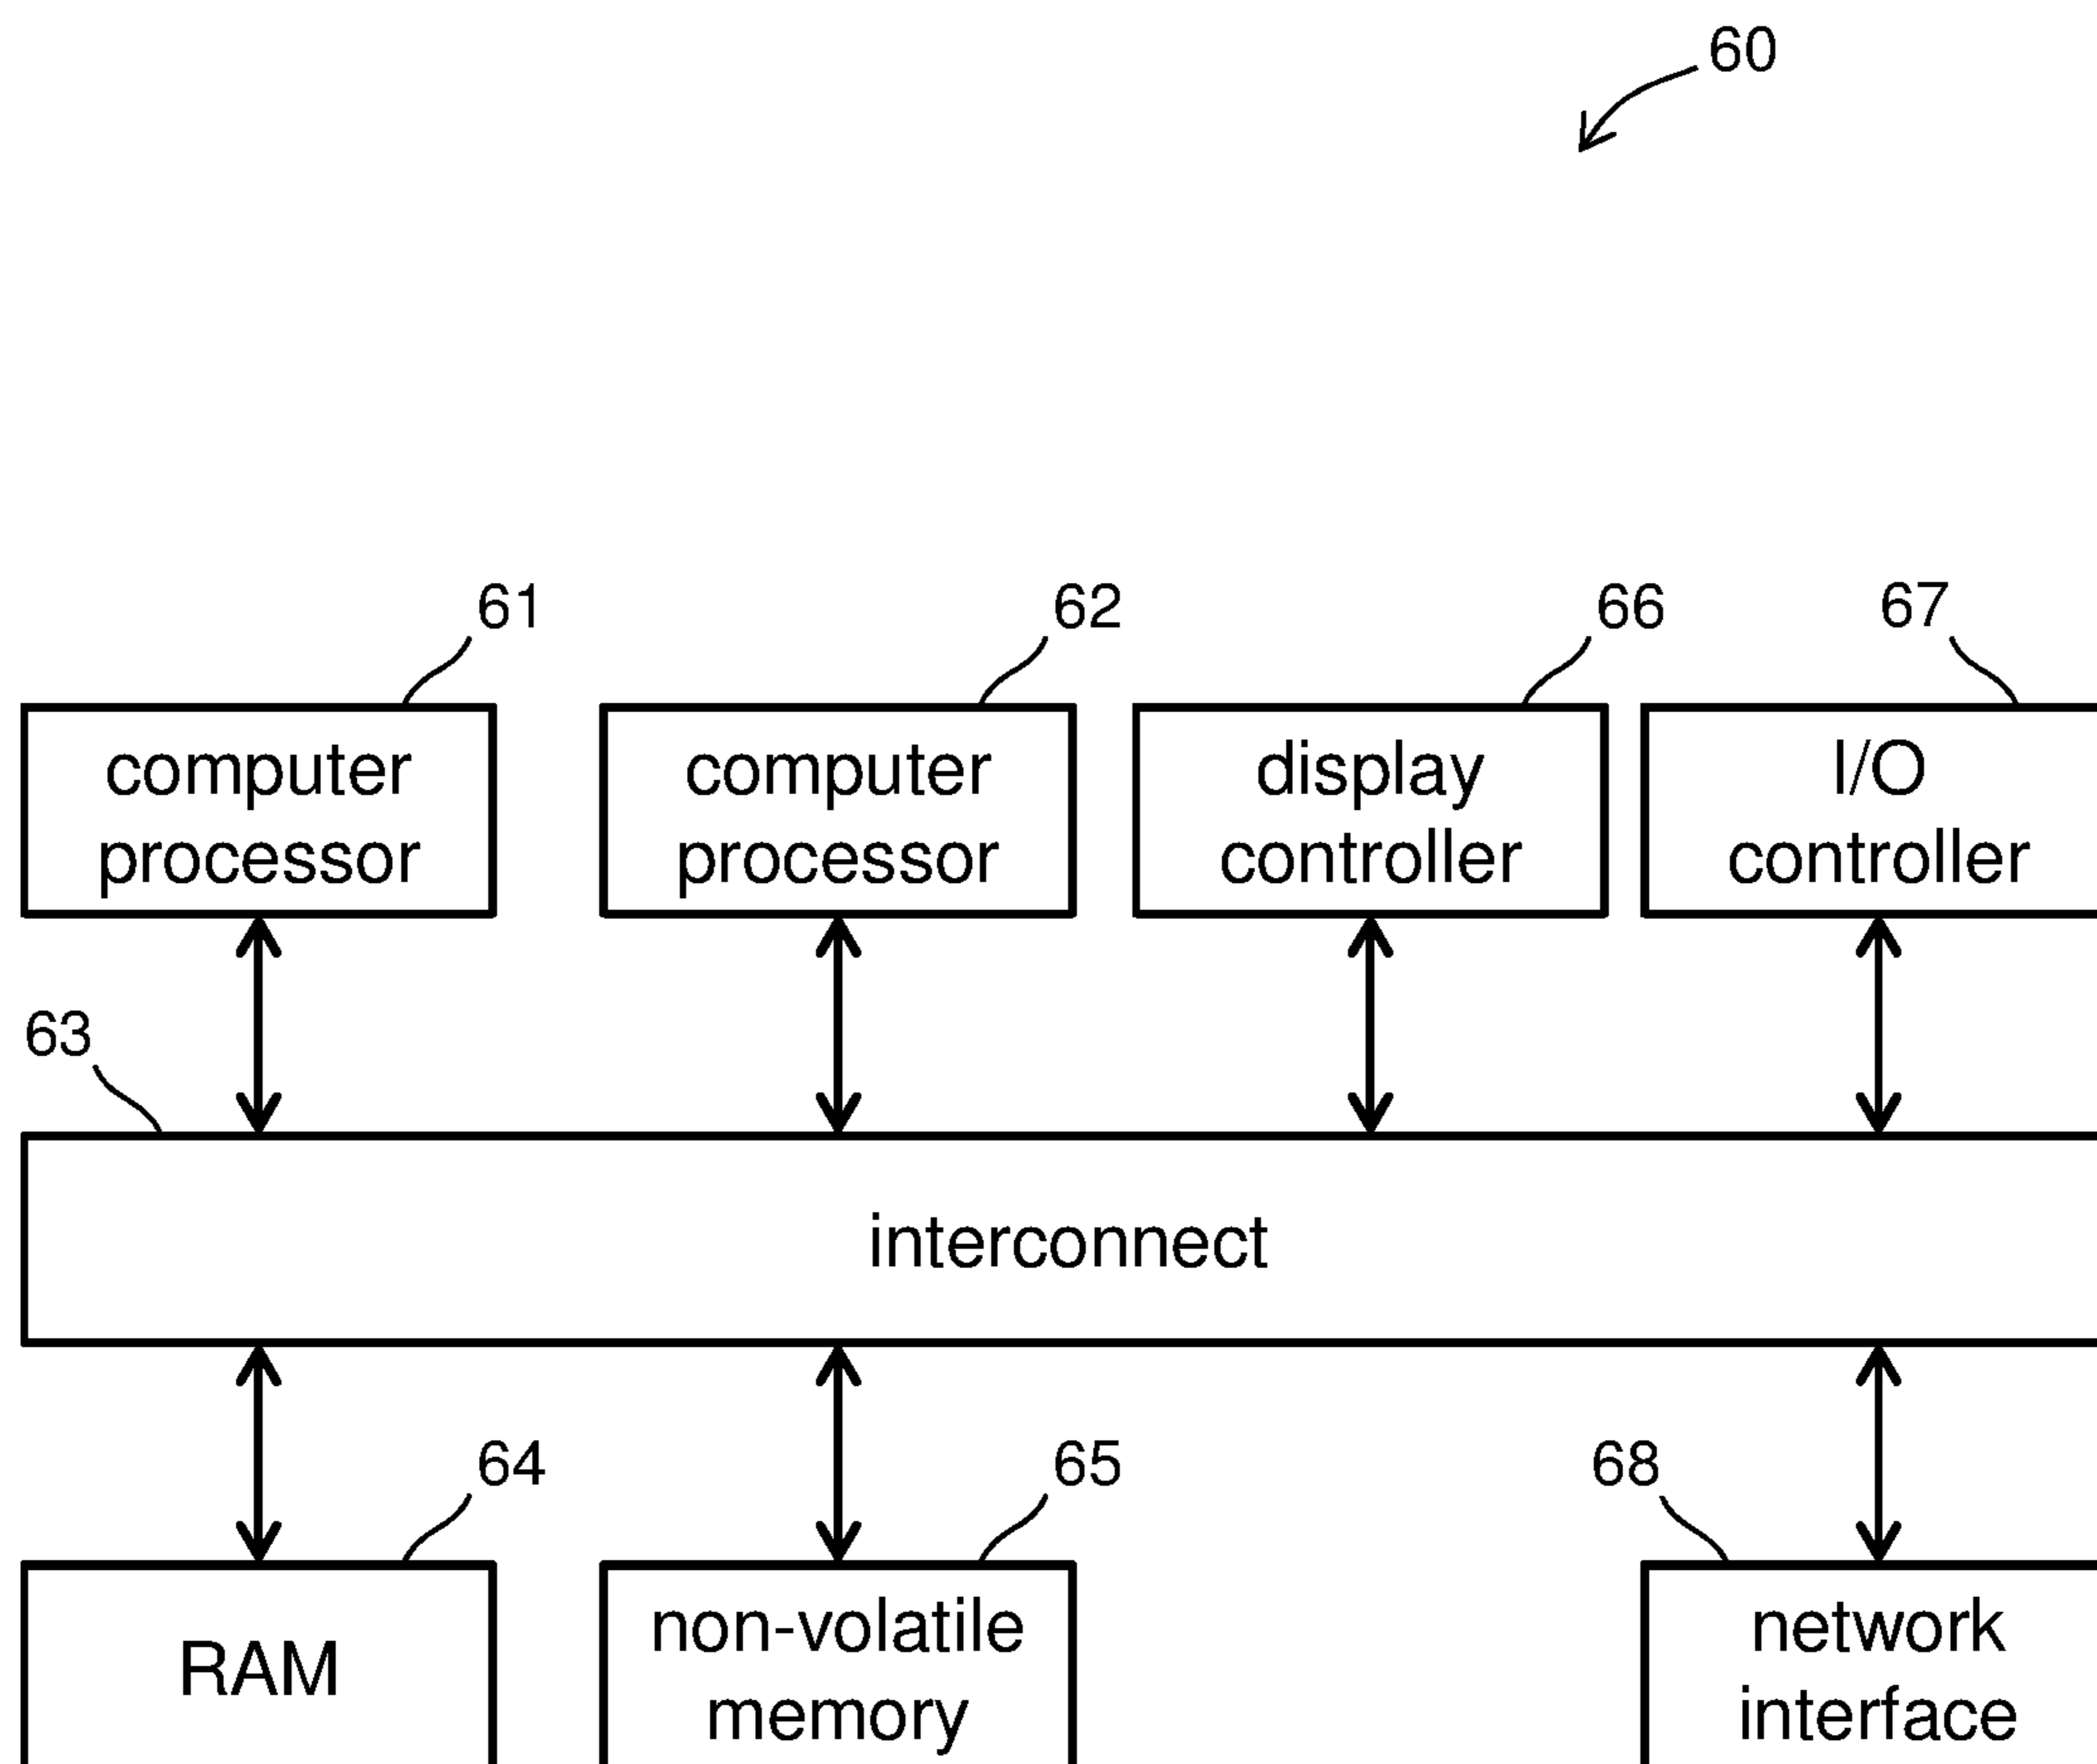 60
61
62
66
67
computer
processor
computer
processor
display
controller
I/O
controller
63
interconnect
64
65
68
RAM
non-volatile
memory
network
interface